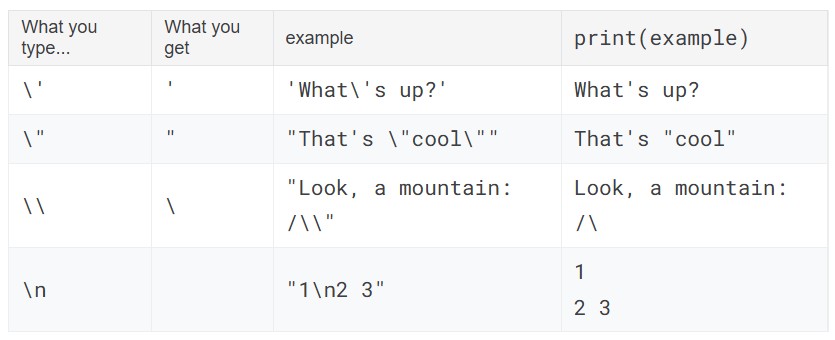 What you type... What you get example print(example)
\' ' 'What\'s up?' What's up?
\" " "That's \"cool\"" That's "cool"
\\ \ "Look, a mountain: /\\" Look, a mountain: /\
\n "1\n2 3" 1
2 3